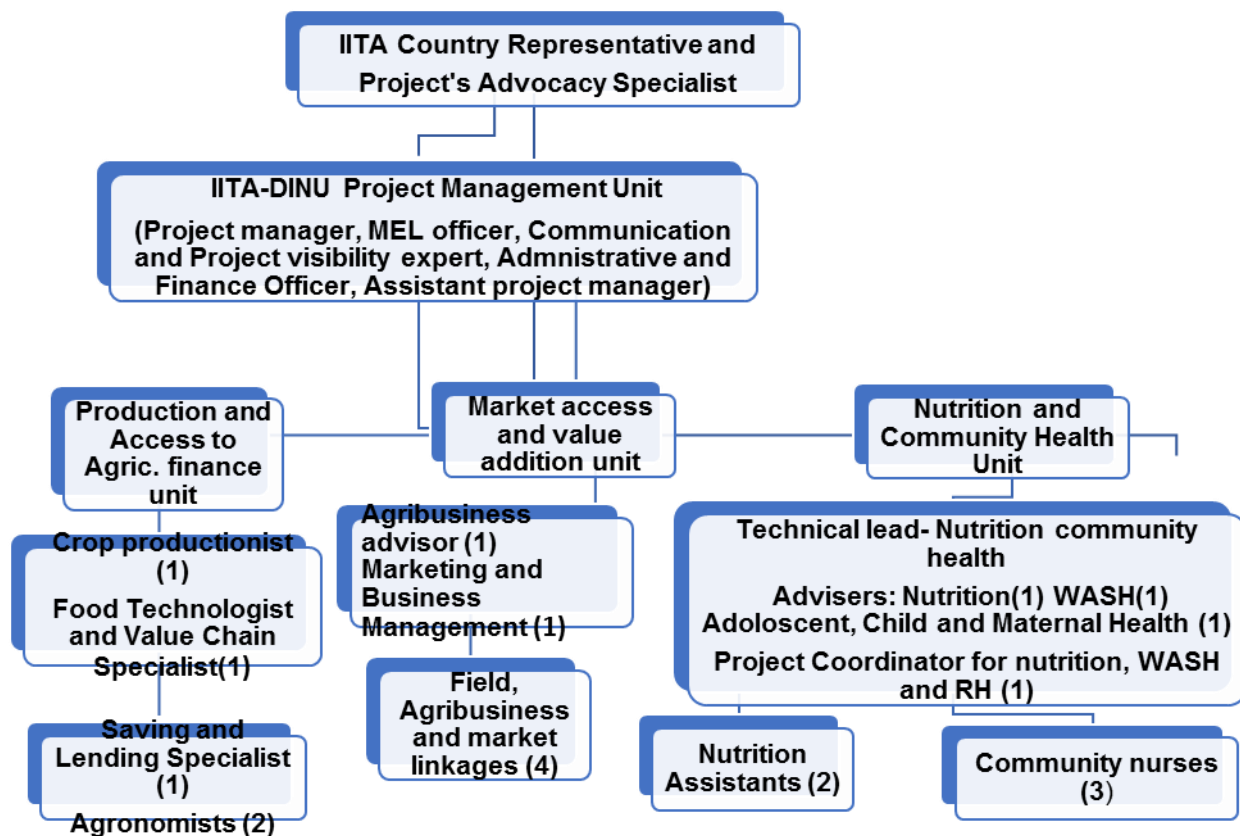 IITA Country Representative and
Project's Advocacy Specialist
IITA-DINU Project Management Unit
(Project manager, MEL officer, Communication
and Project visibility expert, Admnistrative and
Finance Officer, Assistant project manager)
Production and
Access to
Agric. finance
unit
Market access
and value
addition unit
Nutrition and
Community Health
Unit
Crop productionist
(1)
Food Technologist
and Value Chain
Specialist(1)
Agribusiness
advisor (1)
Marketing and
Business
Management (1)
Technical lead- Nutrition community
health
Advisers: Nutrition(1) WASH(1)
Adoloscent, Child and Maternal Health (1)
Project Coordinator for nutrition, WASH
and RH (1)
Saving and
Lending Specialist
(1)
Agronomists (2)
Field,
Agribusiness
and market
linkages (4)
Nutrition
Assistants (2)
Community nurses
(3)